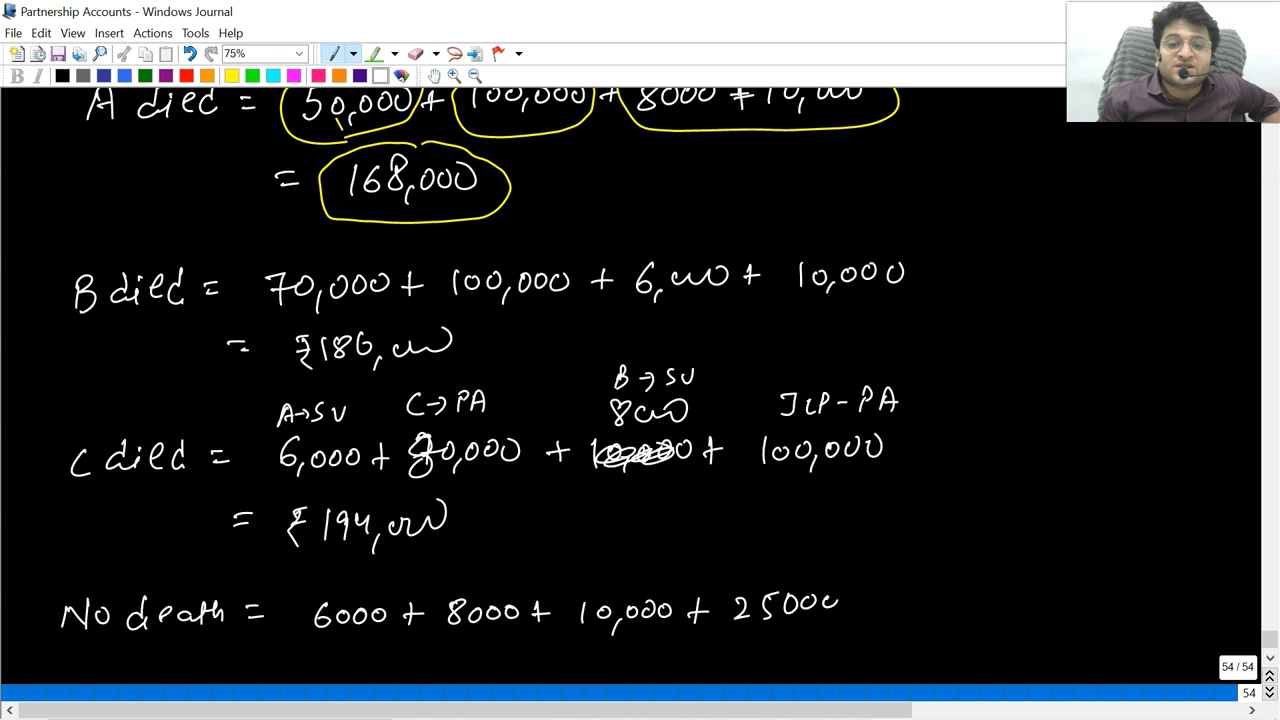 Partnership Accounts - Windows Journal
File Edit View Insert Actions Tools Help
75%
B I
A died = 50,000 + 100,000 + 8000 + 10,000
= 168,000
B died = 70,000 + 100,000 + 6,000 + 10,000
= ₹186,000
B → SV
A→SV C→PA 8000 JLP - PA
C died = 6,000 + 80,000 + 100,000
= ₹194,000
No death = 6000 + 8000 + 10,000 + 25000
54 / 54
54